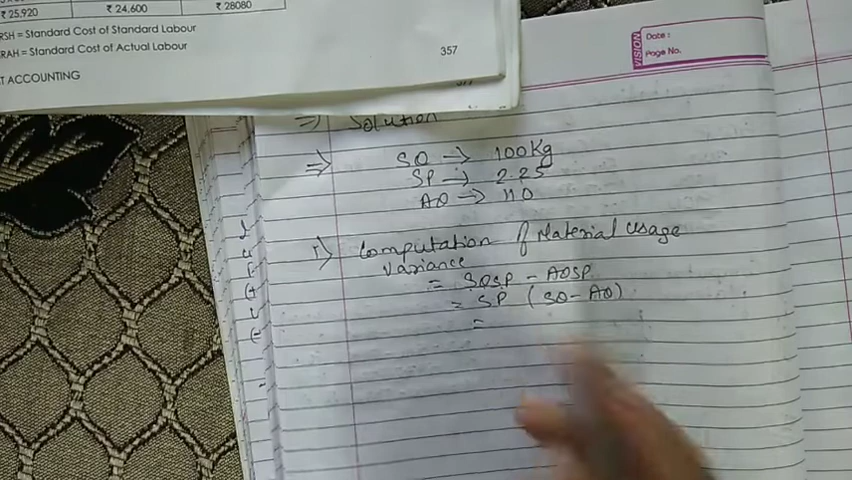 ₹ 25,920 ₹ 24,600 ₹ 28080
RSH = Standard Cost of Standard Labour
RAH = Standard Cost of Actual Labour
357
T ACCOUNTING
VISION
Date :
Page No.
=> Solution
=> SQ → 100Kg
SP → 2.25
AQ → 110
1) Computation of Material usage
variance
= SQSP - AQSP
= SP (SQ - AQ)
=